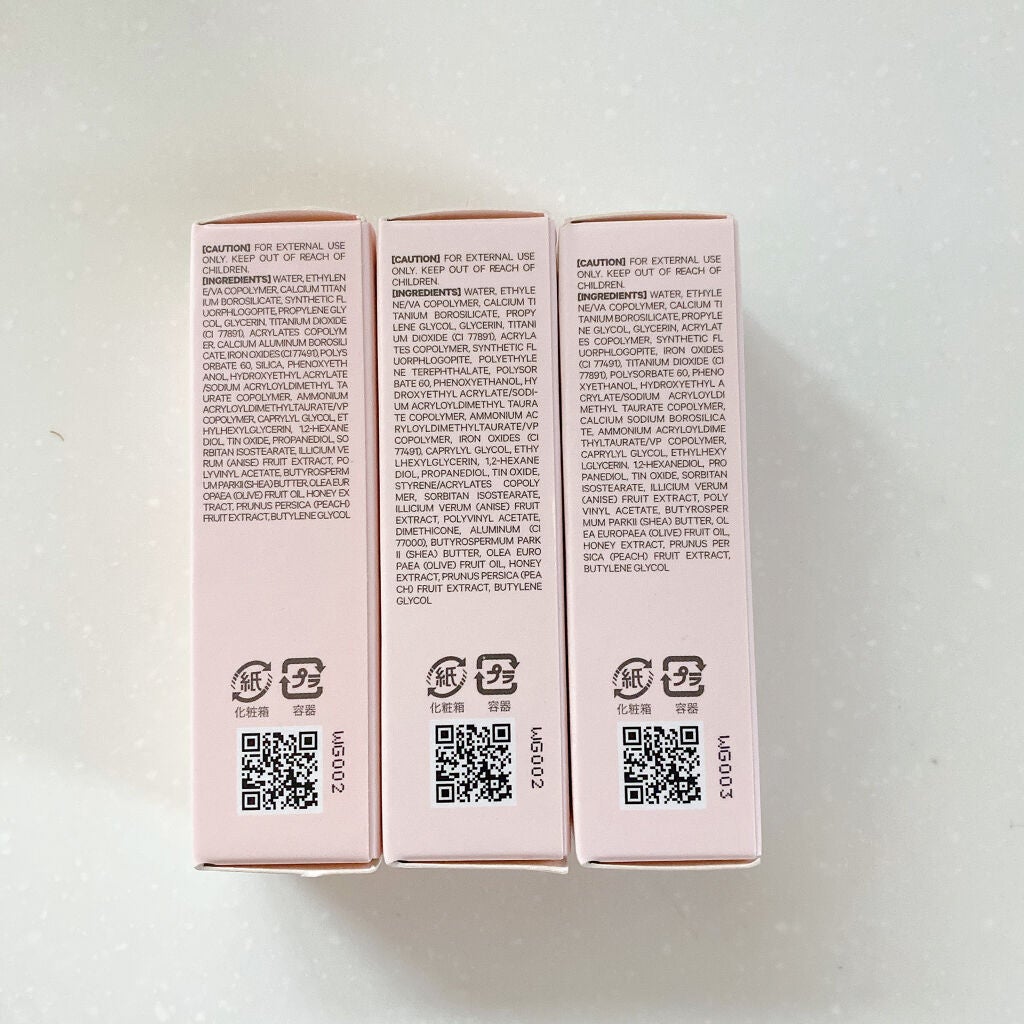 [CAUTION] FOR EXTERNAL USE
ONLY. KEEP OUT OF REACH OF
CHILDREN.
[INGREDIENTS] WATER, ETHYLEN
E/VA COPOLYMER, CALCIUM TITAN
IUM BOROSILICATE, SYNTHETIC FL
UORPHLOGOPITE, PROPYLENE GLY
COL, GLYCERIN, TITANIUM DIOXIDE
(CI 77891), ACRYLATES COPOLYM
ER, CALCIUM ALUMINUM BOROSILI
CATE, IRON OXIDES (CI 77491), POLYS
ORBATE 60, SILICA, PHENOXYETH
ANOL, HYDROXYETHYL ACRYLATE
/SODIUM ACRYLOYLDIMETHYL TA
URATE COPOLYMER, AMMONIUM
ACRYLOYLDIMETHYLTAURATE/VP
COPOLYMER, CAPRYLYL GLYCOL, ET
HYLHEXYLGLYCERIN, 1,2-HEXANE
DIOL, TIN OXIDE, PROPANEDIOL, SO
RBITAN ISOSTEARATE, ILLICIUM VE
RUM (ANISE) FRUIT EXTRACT, PO
LYVINYL ACETATE, BUTYROSPERM
UM PARKII (SHEA) BUTTER, OLEA EUR
OPAEA (OLIVE) FRUIT OIL, HONEY EX
TRACT, PRUNUS PERSICA (PEACH)
FRUIT EXTRACT, BUTYLENE GLYCOL
紙 プラ
化粧箱 容器
WG002
[CAUTION] FOR EXTERNAL USE
ONLY. KEEP OUT OF REACH OF
CHILDREN.
[INGREDIENTS] WATER, ETHYLE
NE/VA COPOLYMER, CALCIUM TI
TANIUM BOROSILICATE, PROPY
LENE GLYCOL, GLYCERIN, TITANI
UM DIOXIDE (CI 77891), ACRYLA
TES COPOLYMER, SYNTHETIC FL
UORPHLOGOPITE, POLYETHYLE
NE TEREPHTHALATE, POLYSOR
BATE 60, PHENOXYETHANOL, HY
DROXYETHYL ACRYLATE/SODI-
UM ACRYLOYLDIMETHYL TAURA
TE COPOLYMER, AMMONIUM AC
RYLOYLDIMETHYLTAURATE/VP
COPOLYMER, IRON OXIDES (CI
77491), CAPRYLYL GLYCOL, ETHY
LHEXYLGLYCERIN, 1,2-HEXANE
DIOL, PROPANEDIOL, TIN OXIDE,
STYRENE/ACRYLATES COPOLY
MER, SORBITAN ISOSTEARATE,
ILLICIUM VERUM (ANISE) FRUIT
EXTRACT, POLYVINYL ACETATE,
DIMETHICONE, ALUMINUM (CI
77000), BUTYROSPERMUM PARK
II (SHEA) BUTTER, OLEA EURO
PAEA (OLIVE) FRUIT OIL, HONEY
EXTRACT, PRUNUS PERSICA (PEA
CH) FRUIT EXTRACT, BUTYLENE
GLYCOL
紙 プラ
化粧箱 容器
WG002
[CAUTION] FOR EXTERNAL USE
ONLY. KEEP OUT OF REACH OF
CHILDREN.
[INGREDIENTS] WATER, ETHYLE
NE/VA COPOLYMER, CALCIUM TI
TANIUM BOROSILICATE, PROPYLE
NE GLYCOL, GLYCERIN, ACRYLAT
ES COPOLYMER, SYNTHETIC FL
UORPHLOGOPITE, IRON OXIDES
(CI 77491), TITANIUM DIOXIDE (CI
77891), POLYSORBATE 60, PHEN
OXYETHANOL, HYDROXYETHYL A
CRYLATE/SODIUM ACRYLOYLDI
METHYL TAURATE COPOLYMER,
CALCIUM SODIUM BOROSILICA
TE, AMMONIUM ACRYLOYLDIME
THYLTAURATE/VP COPOLYMER,
CAPRYLYL GLYCOL, ETHYLHEXY
LGLYCERIN, 1,2-HEXANEDIOL, PRO
PANEDIOL, TIN OXIDE, SORBITAN
ISOSTEARATE, ILLICIUM VERUM
(ANISE) FRUIT EXTRACT, POLY
VINYL ACETATE, BUTYROSPER
MUM PARKII (SHEA) BUTTER, OL
EA EUROPAEA (OLIVE) FRUIT OIL,
HONEY EXTRACT, PRUNUS PER
SICA (PEACH) FRUIT EXTRACT,
BUTYLENE GLYCOL
紙 プラ
化粧箱 容器
WG003